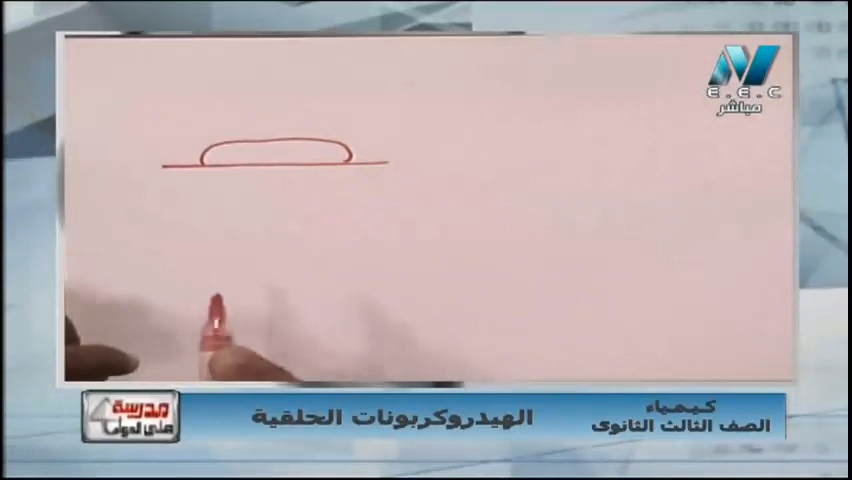 E.E.C
مباشر
كيمياء
الصف الثالث الثانوى
الهيدروكربونات الحلقية
مدرسة
على الهواء